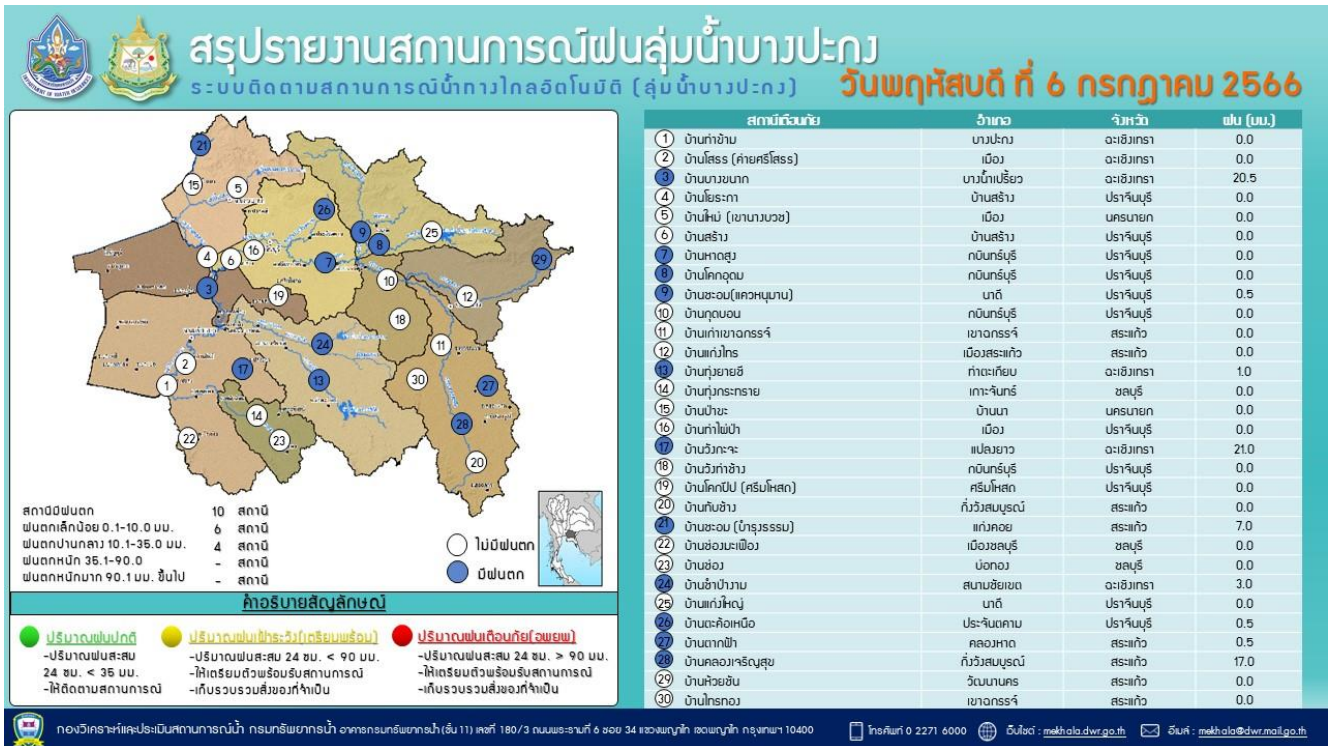 สรุปรายงานสถานการณ์ฝนลุ่มน้ำบางปะกง
ระบบติดตามสถานการณ์น้ำทางไกลอัตโนมัติ (ลุ่มน้ำบางปะกง)
วันพฤหัสบดี ที่ 6 กรกฎาคม 2566
สถานีเตือนภัย อำเภอ จังหวัด ฝน (มม.)
1 บ้านท่าข้าม บางปะกง ฉะเชิงเทรา 0.0
2 บ้านโสธร (ค่ายศรีโสธร) เมือง ฉะเชิงเทรา 0.0
3 บ้านบางขนาก บางน้ำเปรี้ยว ฉะเชิงเทรา 20.5
4 บ้านโยธะกา บ้านสร้าง ปราจีนบุรี 0.0
5 บ้านใหม่ (เขานางบวช) เมือง นครนายก 0.0
6 บ้านสร้าง บ้านสร้าง ปราจีนบุรี 0.0
7 บ้านหาดสูง กบินทร์บุรี ปราจีนบุรี 0.0
8 บ้านโคกอุดม กบินทร์บุรี ปราจีนบุรี 0.0
9 บ้านชะอม(แควหนุมาน) นาดี ปราจีนบุรี 0.5
10 บ้านกุดบอน กบินทร์บุรี ปราจีนบุรี 0.0
11 บ้านเก่าเขาฉกรรจ์ เขาฉกรรจ์ สระแก้ว 0.0
12 บ้านแก่งไทร เมืองสระแก้ว สระแก้ว 0.0
13 บ้านทุ่งยายชี ท่าตะเกียบ ฉะเชิงเทรา 1.0
14 บ้านทุ่งกระทราย เกาะจันทร์ ชลบุรี 0.0
15 บ้านป่าขะ บ้านนา นครนายก 0.0
16 บ้านท่าไผ่ป่า เมือง ปราจีนบุรี 0.0
17 บ้านวังกะจะ แปลงยาว ฉะเชิงเทรา 21.0
18 บ้านวังท่าช้าง กบินทร์บุรี ปราจีนบุรี 0.0
19 บ้านโคกปีป (ศรีมโหสถ) ศรีมโหสถ ปราจีนบุรี 0.0
20 บ้านทับช้าง กิ่งวังสมบูรณ์ สระแก้ว 0.0
21 บ้านชะอม (บำรุงธรรม) แก่งคอย สระแก้ว 7.0
22 บ้านช่องมะเฟือง เมืองชลบุรี ชลบุรี 0.0
23 บ้านช่อง บ่อทอง ชลบุรี 0.0
24 บ้านชำป่างาม สนามชัยเขต ฉะเชิงเทรา 3.0
25 บ้านแก่งใหญ่ นาดี ปราจีนบุรี 0.0
26 บ้านตะคร้อเหนือ ประจันตคาม ปราจีนบุรี 0.5
27 บ้านตากฟ้า คลองหาด สระแก้ว 0.5
28 บ้านคลองเจริญสุข กิ่งวังสมบูรณ์ สระแก้ว 17.0
29 บ้านห้วยชัน วัฒนานคร สระแก้ว 0.0
30 บ้านไทรทอง เขาฉกรรจ์ สระแก้ว 0.0
สถานีมีฝนตก 10 สถานี
ฝนตกเล็กน้อย 0.1-10.0 มม. 6 สถานี
ฝนตกปานกลาง 10.1-35.0 มม. 4 สถานี
ฝนตกหนัก 35.1-90.0 - สถานี
ฝนตกหนักมาก 90.1 มม. ขึ้นไป - สถานี
ไม่มีฝนตก
มีฝนตก
คำอธิบายสัญลักษณ์
ปริมาณฝนปกติ
-ปริมาณฝนสะสม
24 ชม. < 35 มม.
-ให้ติดตามสถานการณ์
ปริมาณฝนเฝ้าระวัง(เตรียมพร้อม)
-ปริมาณฝนสะสม 24 ชม. < 90 มม.
-ให้เตรียมตัวพร้อมรับสถานการณ์
-เก็บรวบรวมสิ่งของที่จำเป็น
ปริมาณฝนเตือนภัย(อพยพ)
-ปริมาณฝนสะสม 24 ชม. > 90 มม.
-ให้เตรียมตัวพร้อมรับสถานการณ์
-เก็บรวบรวมสิ่งของที่จำเป็น
กองวิเคราะห์และประเมินสถานการณ์น้ำ กรมทรัพยากรน้ำ อาคารกรมทรัพยากรน้ำ (ชั้น 11) เลขที่ 180/3 ถนนพระรามที่ 6 ซอย 34 แขวงพญาไท เขตพญาไท กรุงเทพฯ 10400
โทรศัพท์ 0 2271 6000 เว็บไซต์ : mekhala.dwr.go.th อีเมล์ : mekhala@dwr.mail.go.th